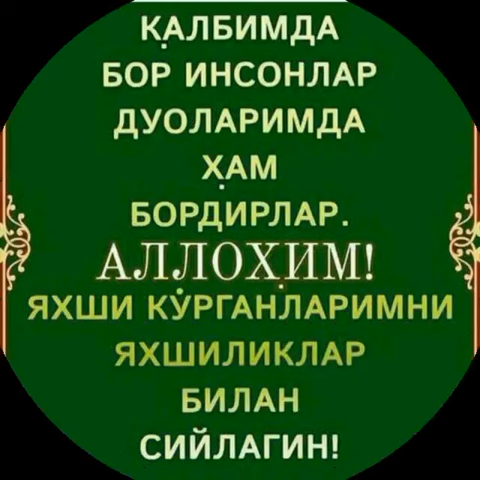 ҚАЛБИМДА
БОР ИНСОНЛАР
ДУОЛАРИМДА
ҲАМ
БОРДИРЛАР.
АЛЛОҲИМ!
ЯХШИ КЎРГАНЛАРИМНИ
ЯХШИЛИКЛАР
БИЛАН
СИЙЛАГИН!